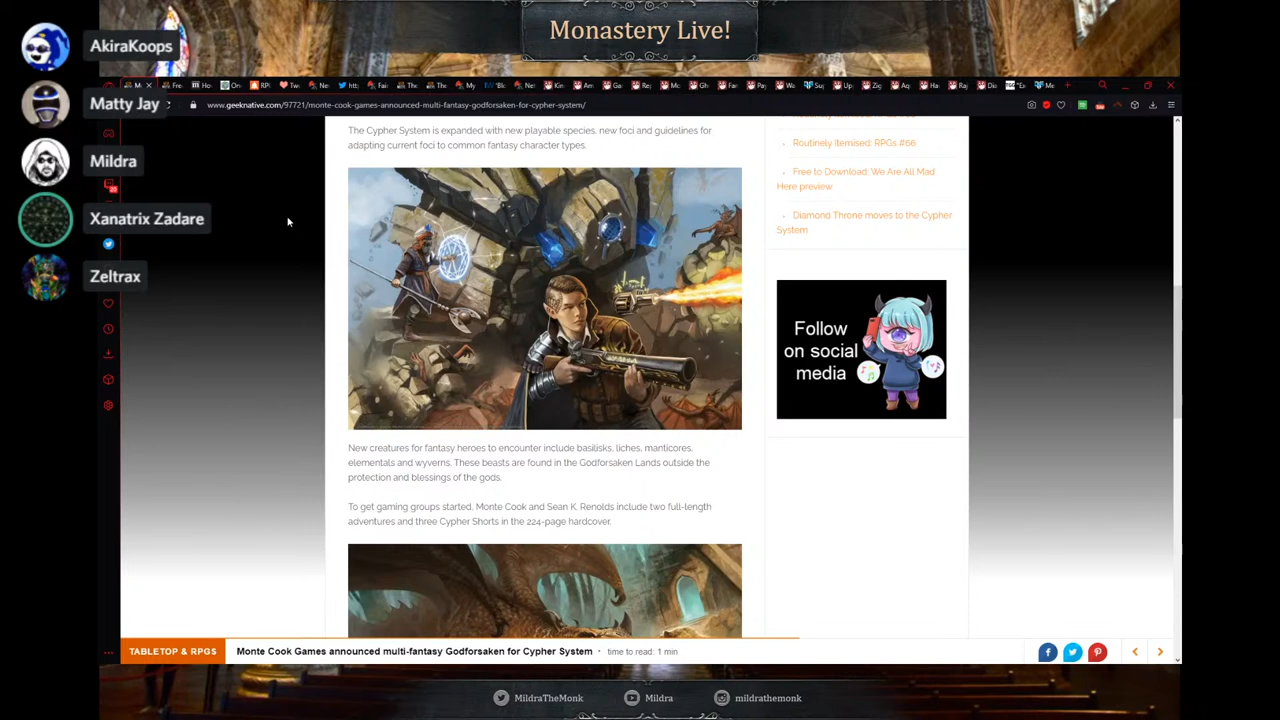 Monastery Live!
AkiraKoops
Matty Jay
Mildra
Xanatrix Zadare
Zeltrax
www.geeknative.com/97721/monte-cook-games-announced-multi-fantasy-godforsaken-for-cypher-system/
The Cypher System is expanded with new playable species, new foci and guidelines for
adapting current foci to common fantasy character types.
Routinely Itemised: RPGs #66
Free to Download: We Are All Mad
Here preview
Diamond Throne moves to the Cypher
System
Follow
on social
media
New creatures for fantasy heroes to encounter include basilisks, liches, manticores,
elementals and wyverns. These beasts are found in the Godforsaken Lands outside the
protection and blessings of the gods.
To get gaming groups started, Monte Cook and Sean K. Renolds include two full-length
adventures and three Cypher Shorts in the 224-page hardcover.
TABLETOP & RPGS
Monte Cook Games announced multi-fantasy Godforsaken for Cypher System • time to read: 1 min
MildraTheMonk
Mildra
mildrathemonk